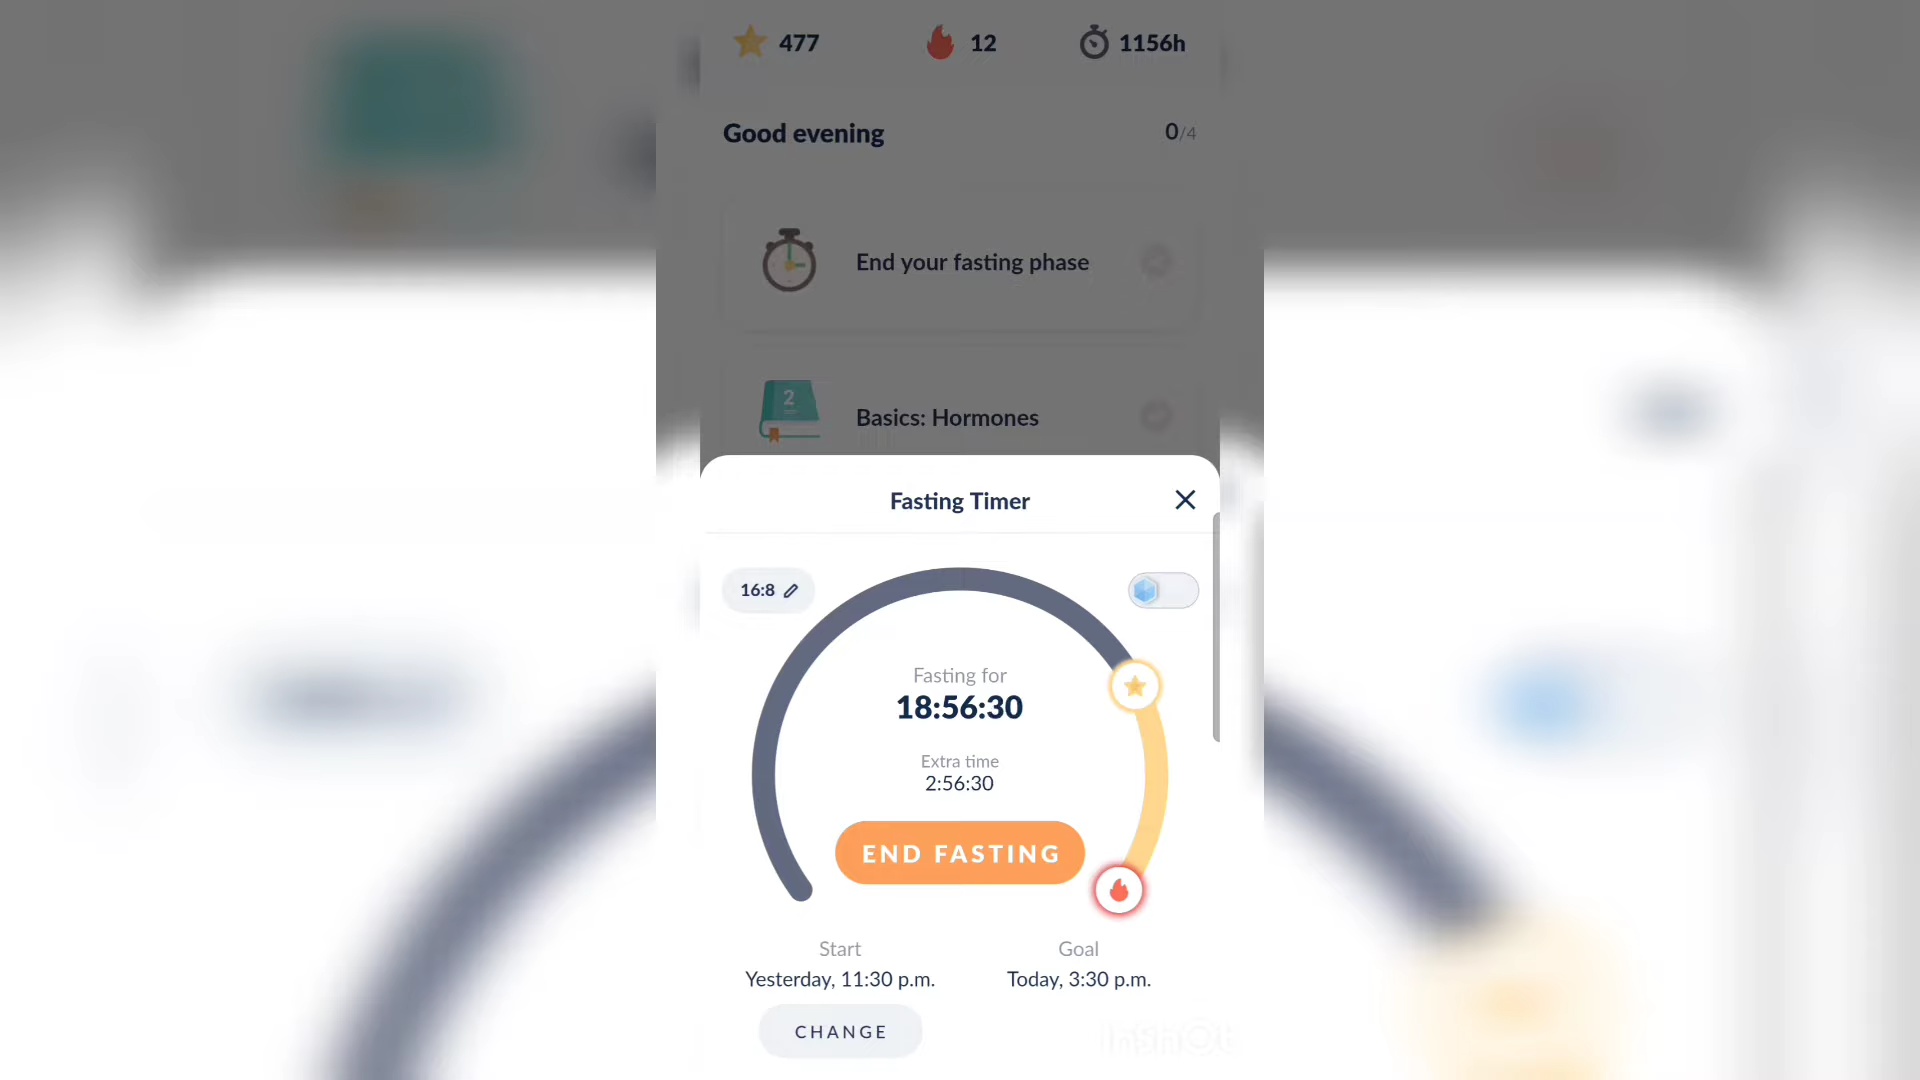 477 12 1156h
Good evening 0/4
End your fasting phase
2
Basics: Hormones
Fasting Timer
16:8
Fasting for
18:56:30
Extra time
2:56:30
END FASTING
Start Goal
Yesterday, 11:30 p.m. Today, 3:30 p.m.
CHANGE